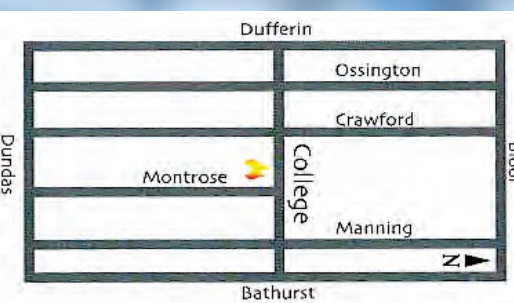 Dufferin
Ossington
Crawford
Dundas
College
Montrose
Manning
N
Bathurst